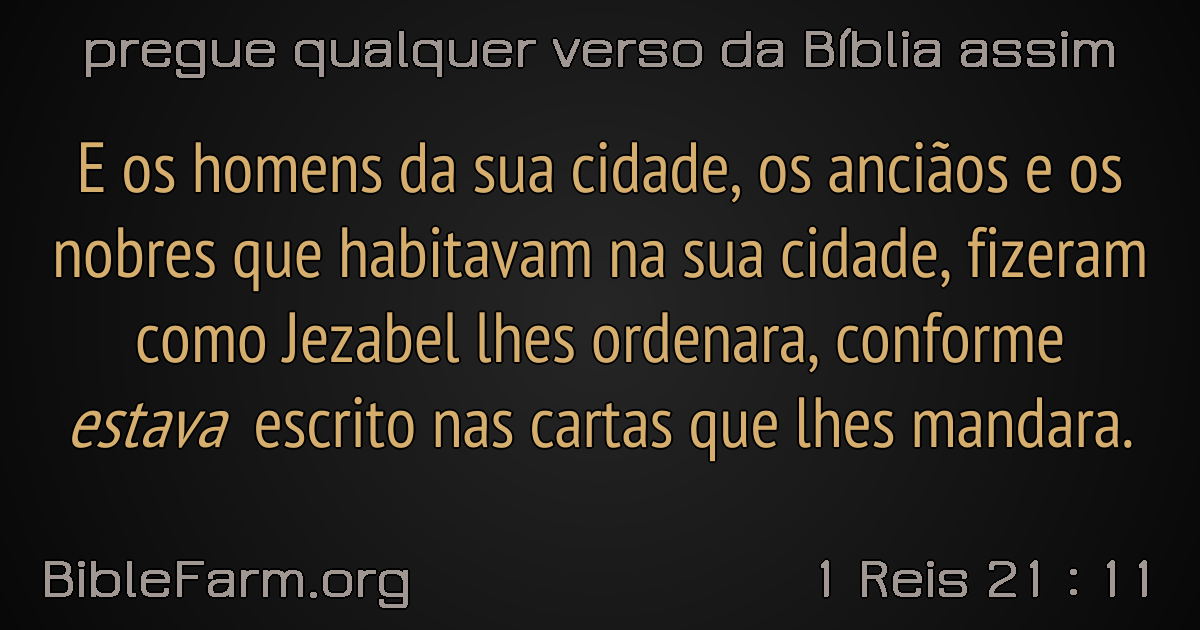 pregue qualquer verso da Bíblia assim
E os homens da sua cidade, os anciãos e os
nobres que habitavam na sua cidade, fizeram
como Jezabel lhes ordenara, conforme
estava escrito nas cartas que lhes mandara.
BibleFarm.org
1 Reis 21 : 11